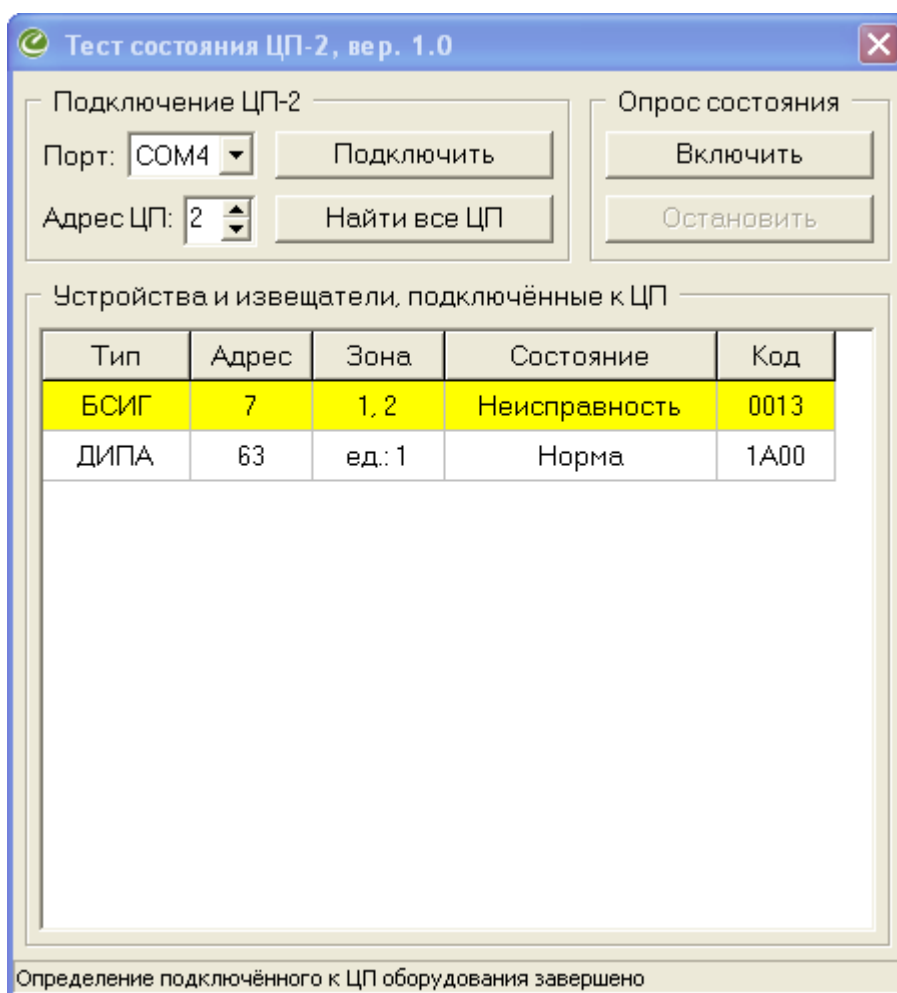 Тест состояния ЦП-2, вер. 1.0
Подключение ЦП-2
Опрос состояния
Порт: COM4 Подключить
Включить
Адрес ЦП: 2 Найти все ЦП
Остановить
Устройства и извещатели, подключённые к ЦП
Тип Адрес Зона Состояние Код
БСИГ 7 1, 2 Неисправность 0013
ДИПА 63 ед.: 1 Норма 1A00
Определение подключённого к ЦП оборудования завершено